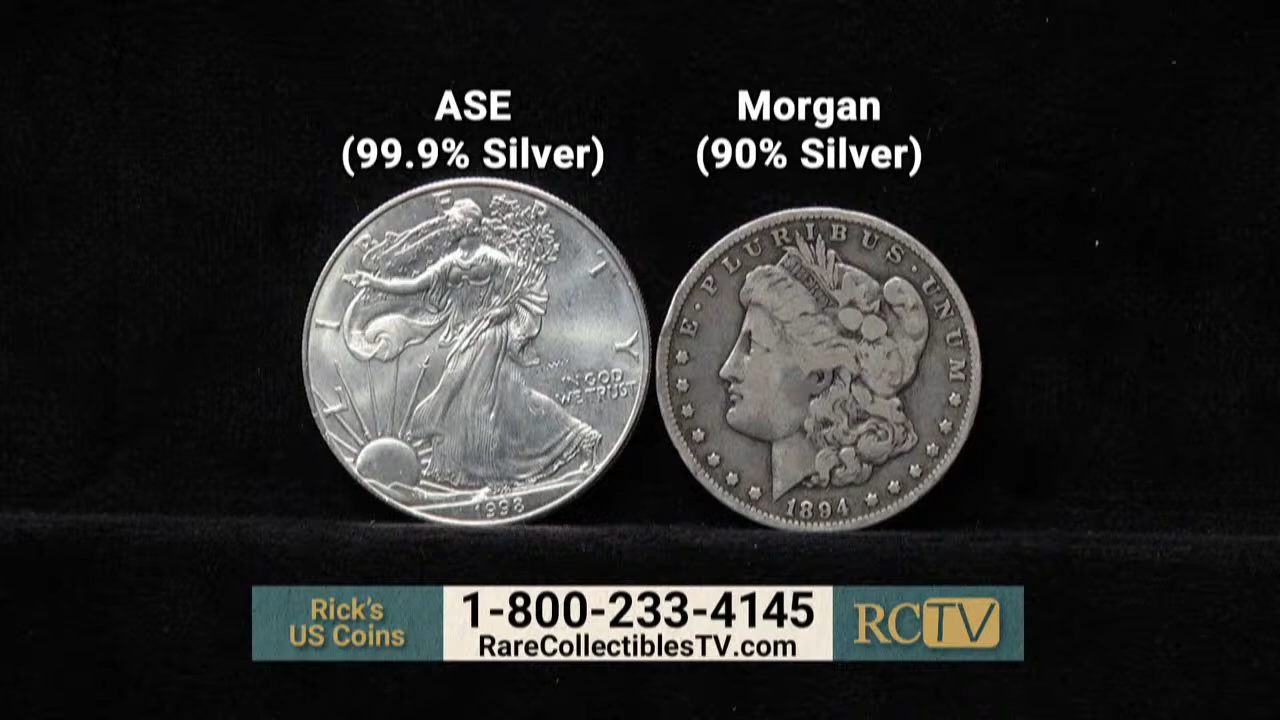 ASE
(99.9% Silver)
Morgan
(90% Silver)
LIBERTY
IN GOD
WE TRUST
1998
E·PLURIBUS·UNUM
LIBERTY
1894
Rick's
US Coins
1-800-233-4145
RareCollectiblesTV.com
RCTV